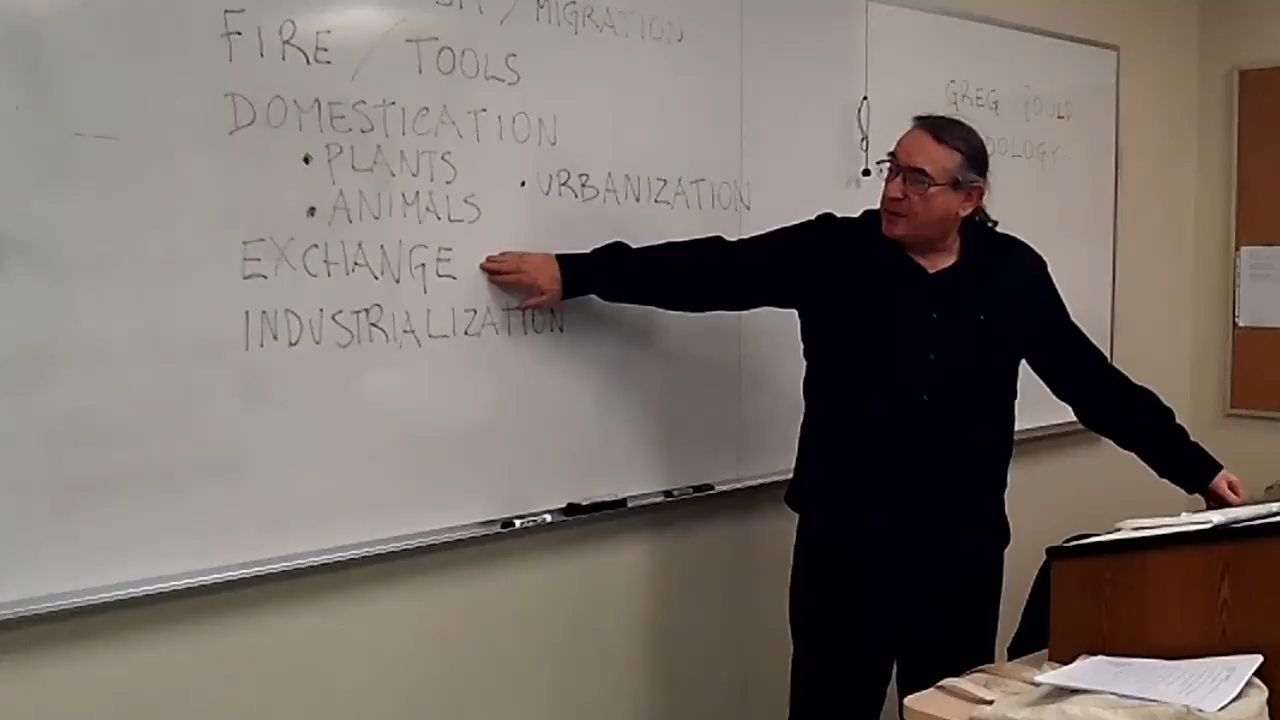 / MIGRATION
FIRE / TOOLS
DOMESTICATION
• PLANTS
• ANIMALS
• URBANIZATION
EXCHANGE
INDUSTRIALIZATION
GREG